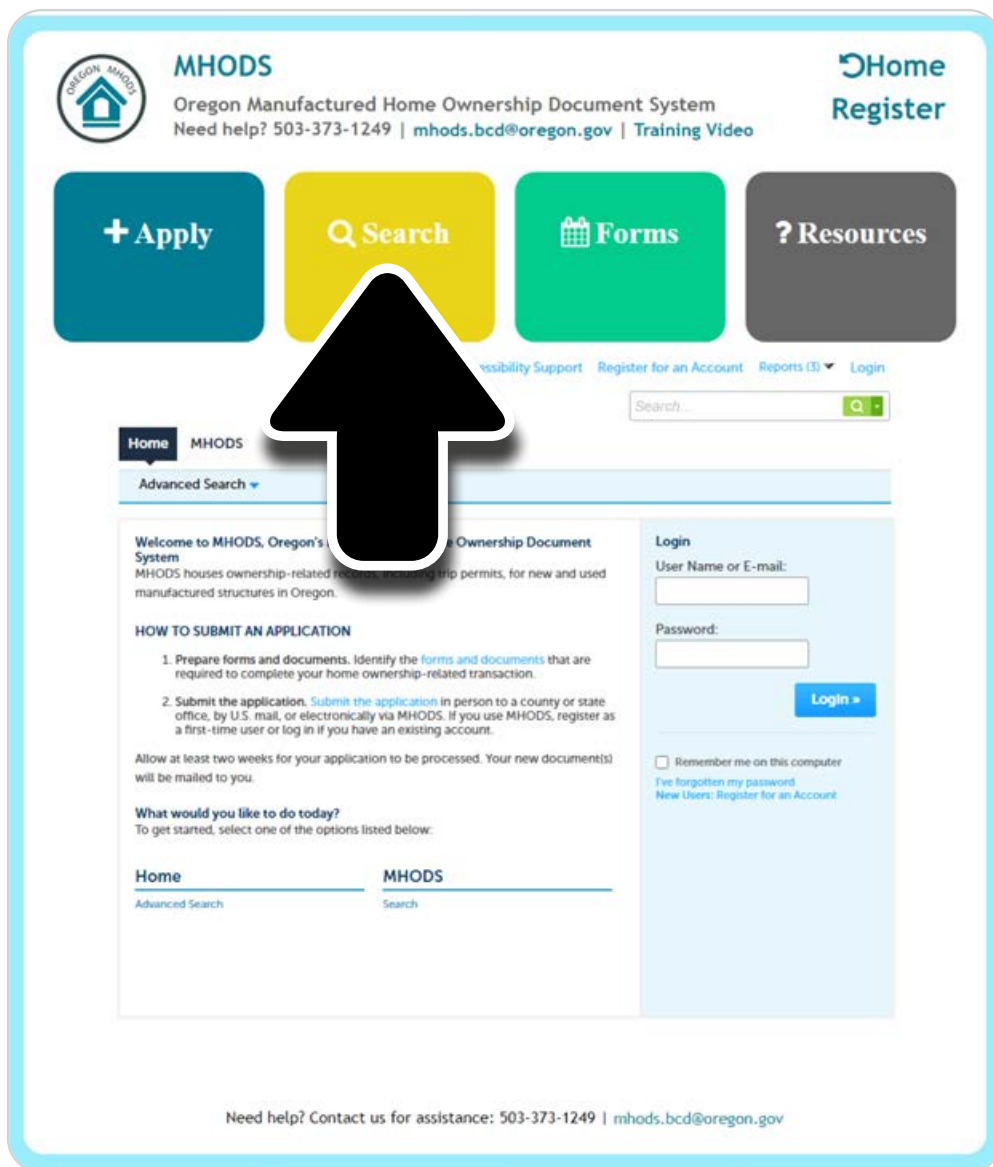 OREGON MHODS
MHODS
Oregon Manufactured Home Ownership Document System
Need help? 503-373-1249 | mhods.bcd@oregon.gov | Training Video
Home
Register
Apply
Search
Forms
? Resources
Support Register for an Account Reports (3) Login
Search...
Home MHODS
Advanced Search
Welcome to MHODS, Oregon's Ownership Document
System
MHODS houses ownership-related records, including trip permits, for new and used
manufactured structures in Oregon.
HOW TO SUBMIT AN APPLICATION
1. Prepare forms and documents. Identify the forms and documents that are
required to complete your home ownership-related transaction.
2. Submit the application. Submit the application in person to a county or state
office, by U.S. mail, or electronically via MHODS. If you use MHODS, register as
a first-time user or log in if you have an existing account.
Allow at least two weeks for your application to be processed. Your new document(s)
will be mailed to you.
What would you like to do today?
To get started, select one of the options listed below:
Home MHODS
Advanced Search Search
Login
User Name or E-mail:
Password:
Login »
Remember me on this computer
I've forgotten my password
New Users: Register for an Account
Need help? Contact us for assistance: 503-373-1249 | mhods.bcd@oregon.gov